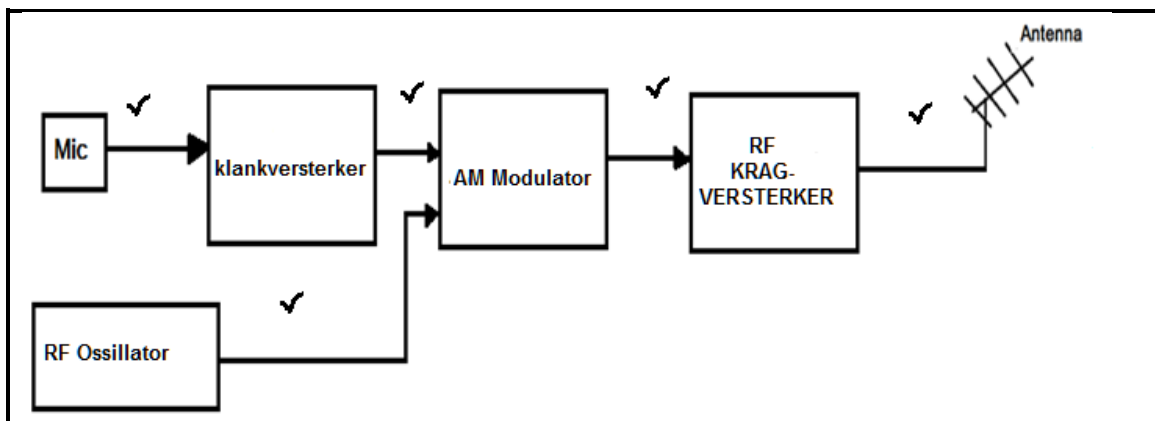 Antenna
Mic
klankversterker
AM Modulator
RF
KRAG-
VERSTERKER
RF Ossillator